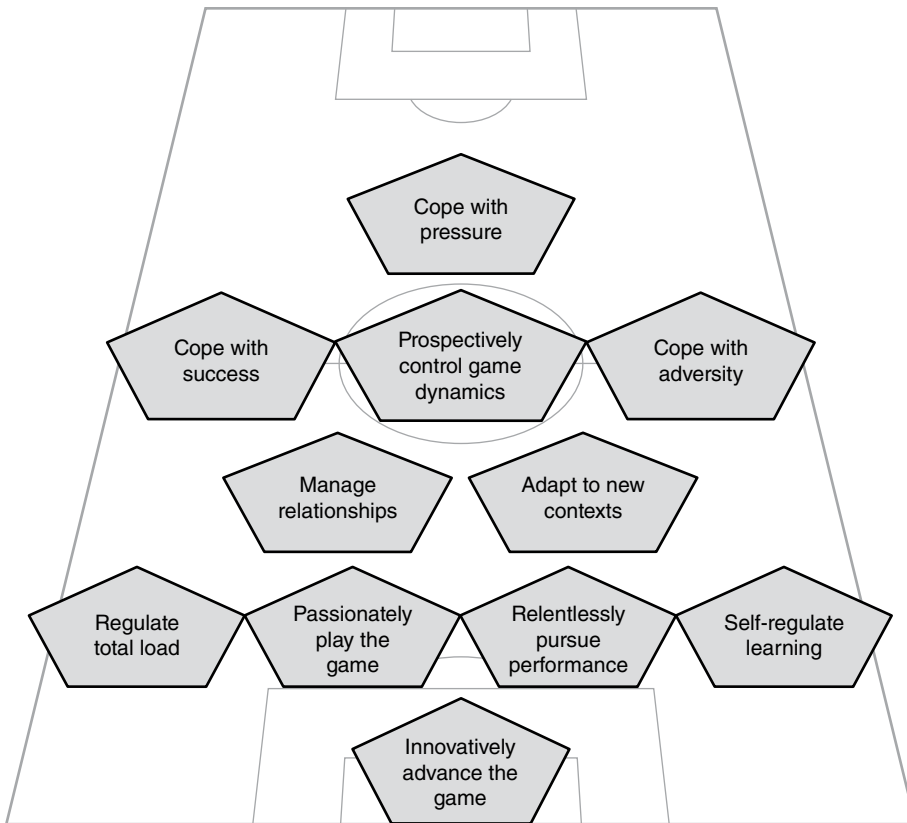 Cope with
pressure
Cope with
success
Prospectively
control game
dynamics
Cope with
adversity
Manage
relationships
Adapt to new
contexts
Regulate
total load
Passionately
play the
game
Relentlessly
pursue
performance
Self-regulate
learning
Innovatively
advance the
game